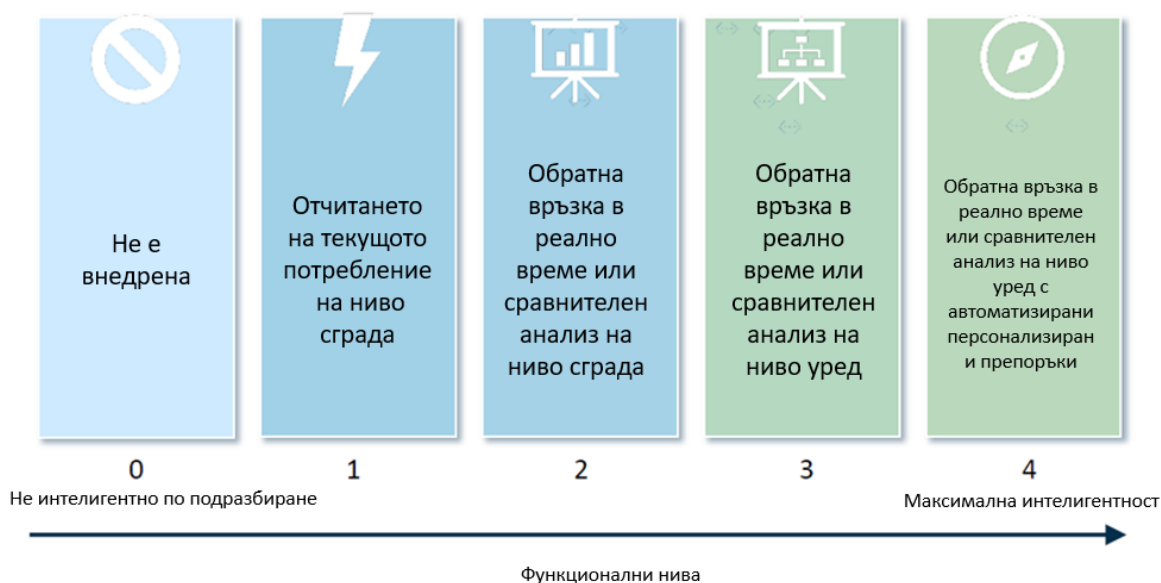 Не е
внедрена
Отчитането
на текущото
потребление
на ниво
сграда
Обратна
връзка в
реално
време или
сравнителен
анализ на
ниво сграда
Обратна
връзка в
реално
време или
сравнителен
анализ на
ниво уред
Обратна връзка в
реално време
или сравнителен
анализ на ниво
уред с
автоматизирани
персонализиран
и препоръки
0
1
2
3
4
Не интелигентно по подразбиране
Максимална интелигентност
Функционални нива